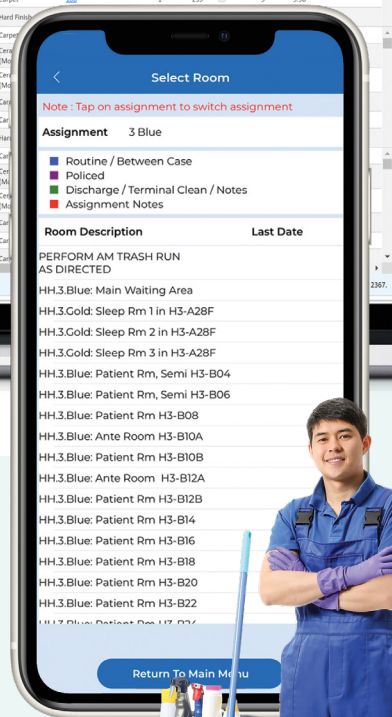 Carpet
Hard Finish
Select Room
Note : Tap on assignment to switch assignment
Assignment 3 Blue
Routine / Between Case
Policed
Discharge / Terminal Clean / Notes
Assignment Notes
Room Description Last Date
PERFORM AM TRASH RUN
AS DIRECTED
HH.3.Blue: Main Waiting Area
HH.3.Gold: Sleep Rm 1 in H3-A28F
HH.3.Gold: Sleep Rm 2 in H3-A28F
HH.3.Gold: Sleep Rm 3 in H3-A28F
HH.3.Blue: Patient Rm, Semi H3-B04
HH.3.Blue: Patient Rm, Semi H3-B06
HH.3.Blue: Patient Rm H3-B08
HH.3.Blue: Ante Room H3-B10A
HH.3.Blue: Patient Rm H3-B10B
HH.3.Blue: Ante Room H3-B12A
HH.3.Blue: Patient Rm H3-B12B
HH.3.Blue: Patient Rm H3-B14
HH.3.Blue: Patient Rm H3-B16
HH.3.Blue: Patient Rm H3-B18
HH.3.Blue: Patient Rm H3-B20
HH.3.Blue: Patient Rm H3-B22
Return To Main Menu
2367.